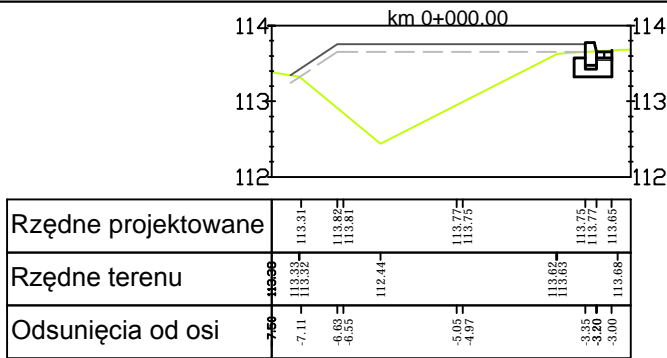 km 0+000.00
114 114
113 113
112 112
Rzędne projektowane 113.31 113.82 113.81 113.77 113.75 113.75 113.77 113.65
Rzędne terenu 113.38 113.33 113.32 112.44 113.62 113.63 113.68
Odsunięcia od osi -7.11 -6.63 -6.55 -5.05 -4.97 -3.35 -3.20 -3.00